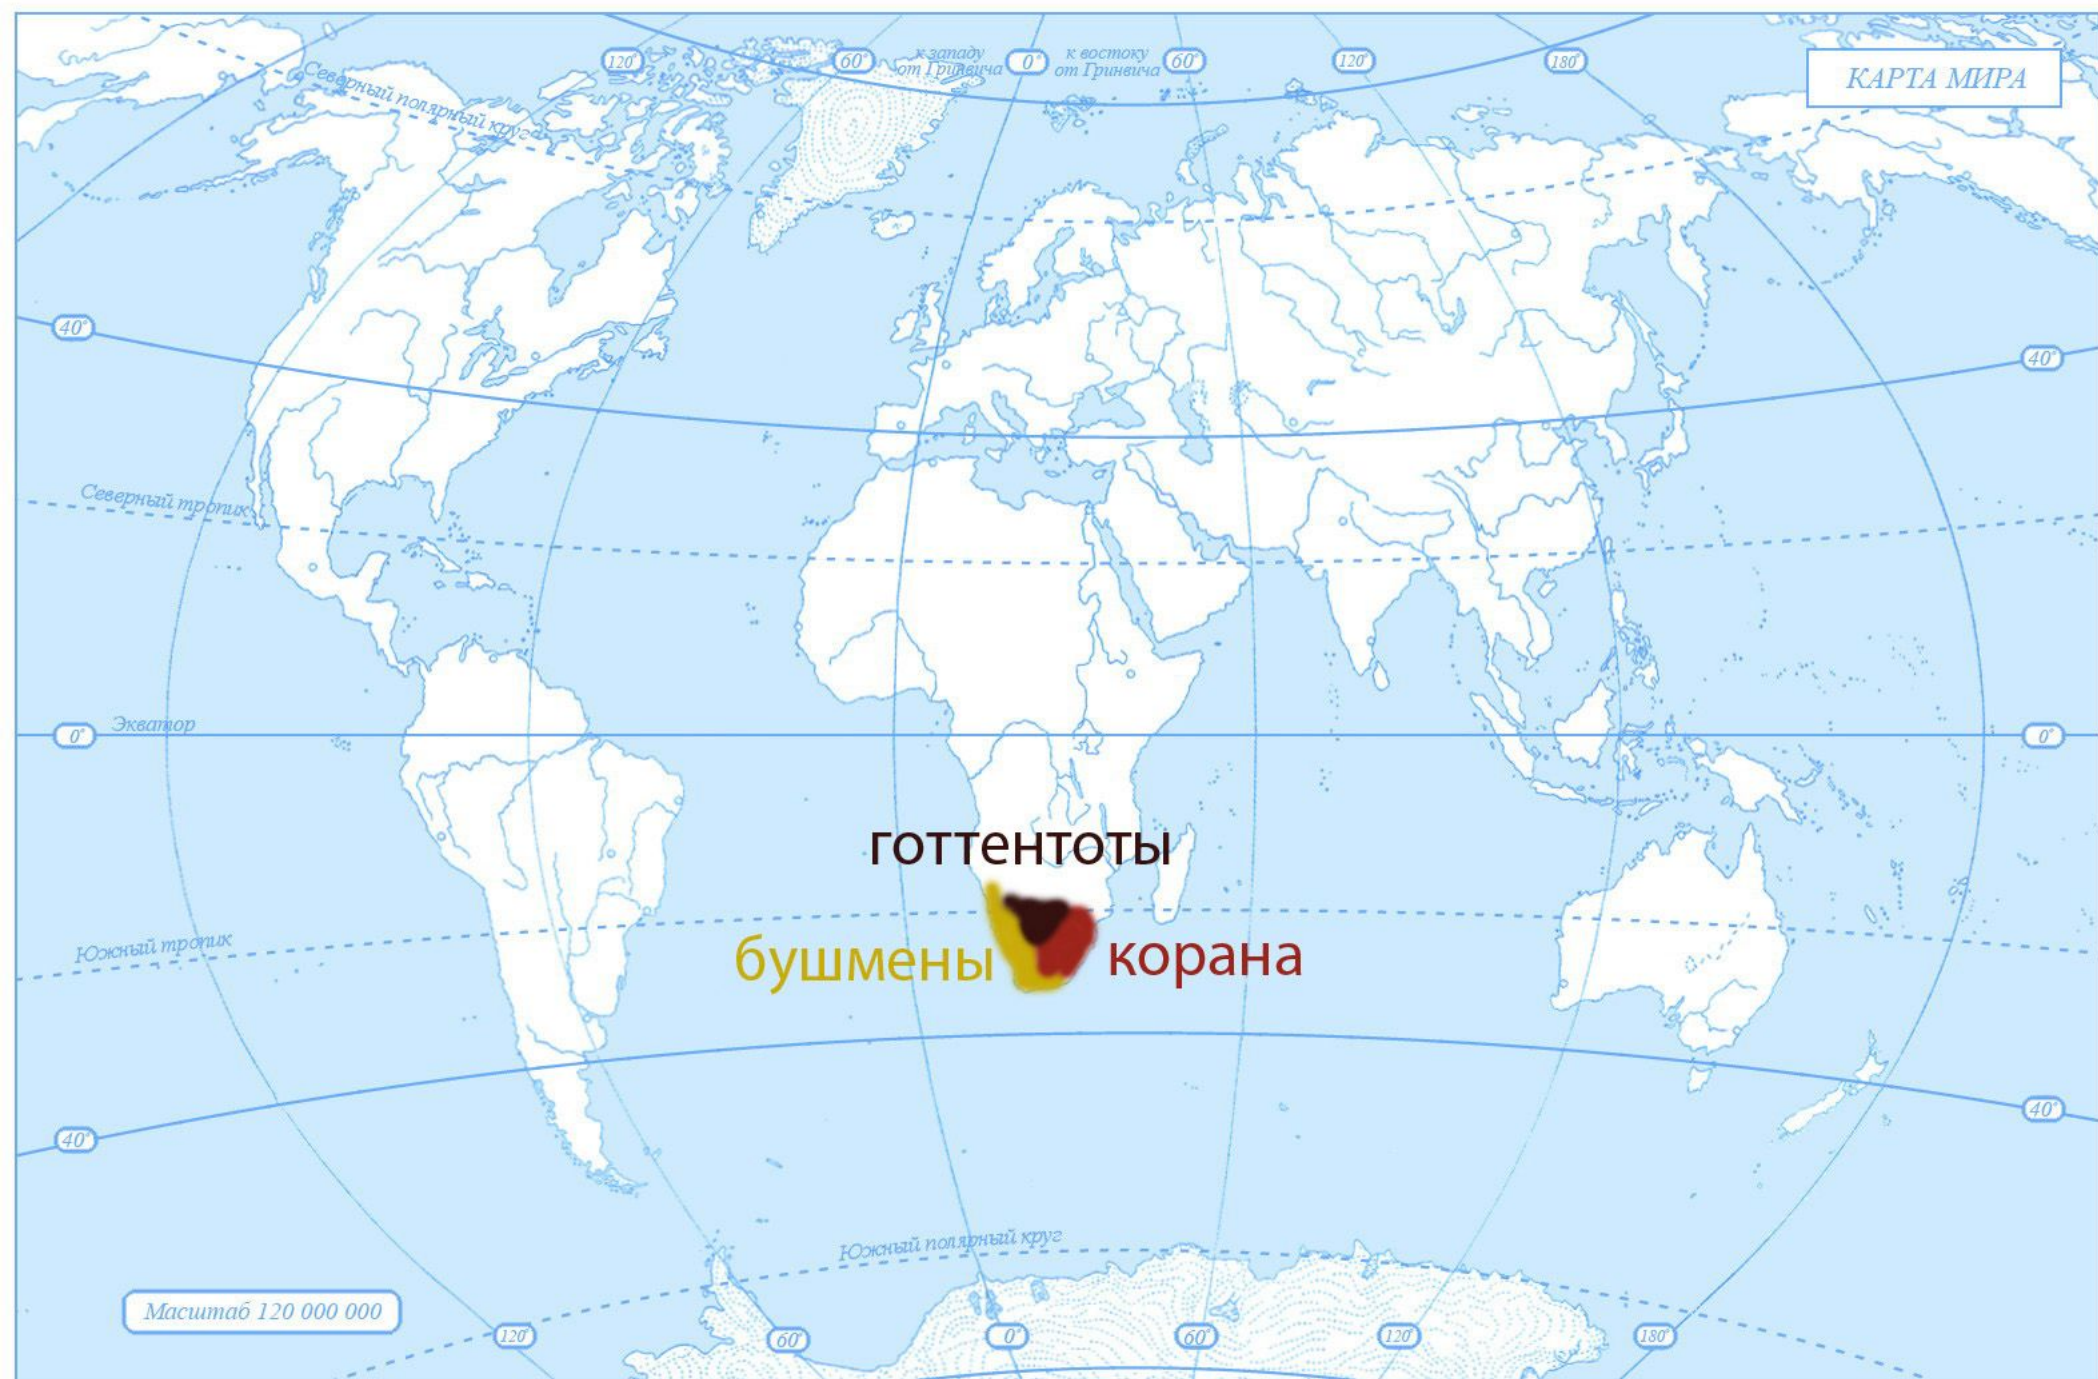 120°
60°
к западу
от Гринвича
0°
к востоку
от Гринвича
60°
120°
180°
КАРТА МИРА
Северный полярный круг
40°
40°
Северный тропик
0°
Экватор
0°
готтентоты
Южный тропик
бушмены
корана
40°
40°
Южный полярный круг
Масштаб 120 000 000
120°
60°
0°
60°
120°
180°